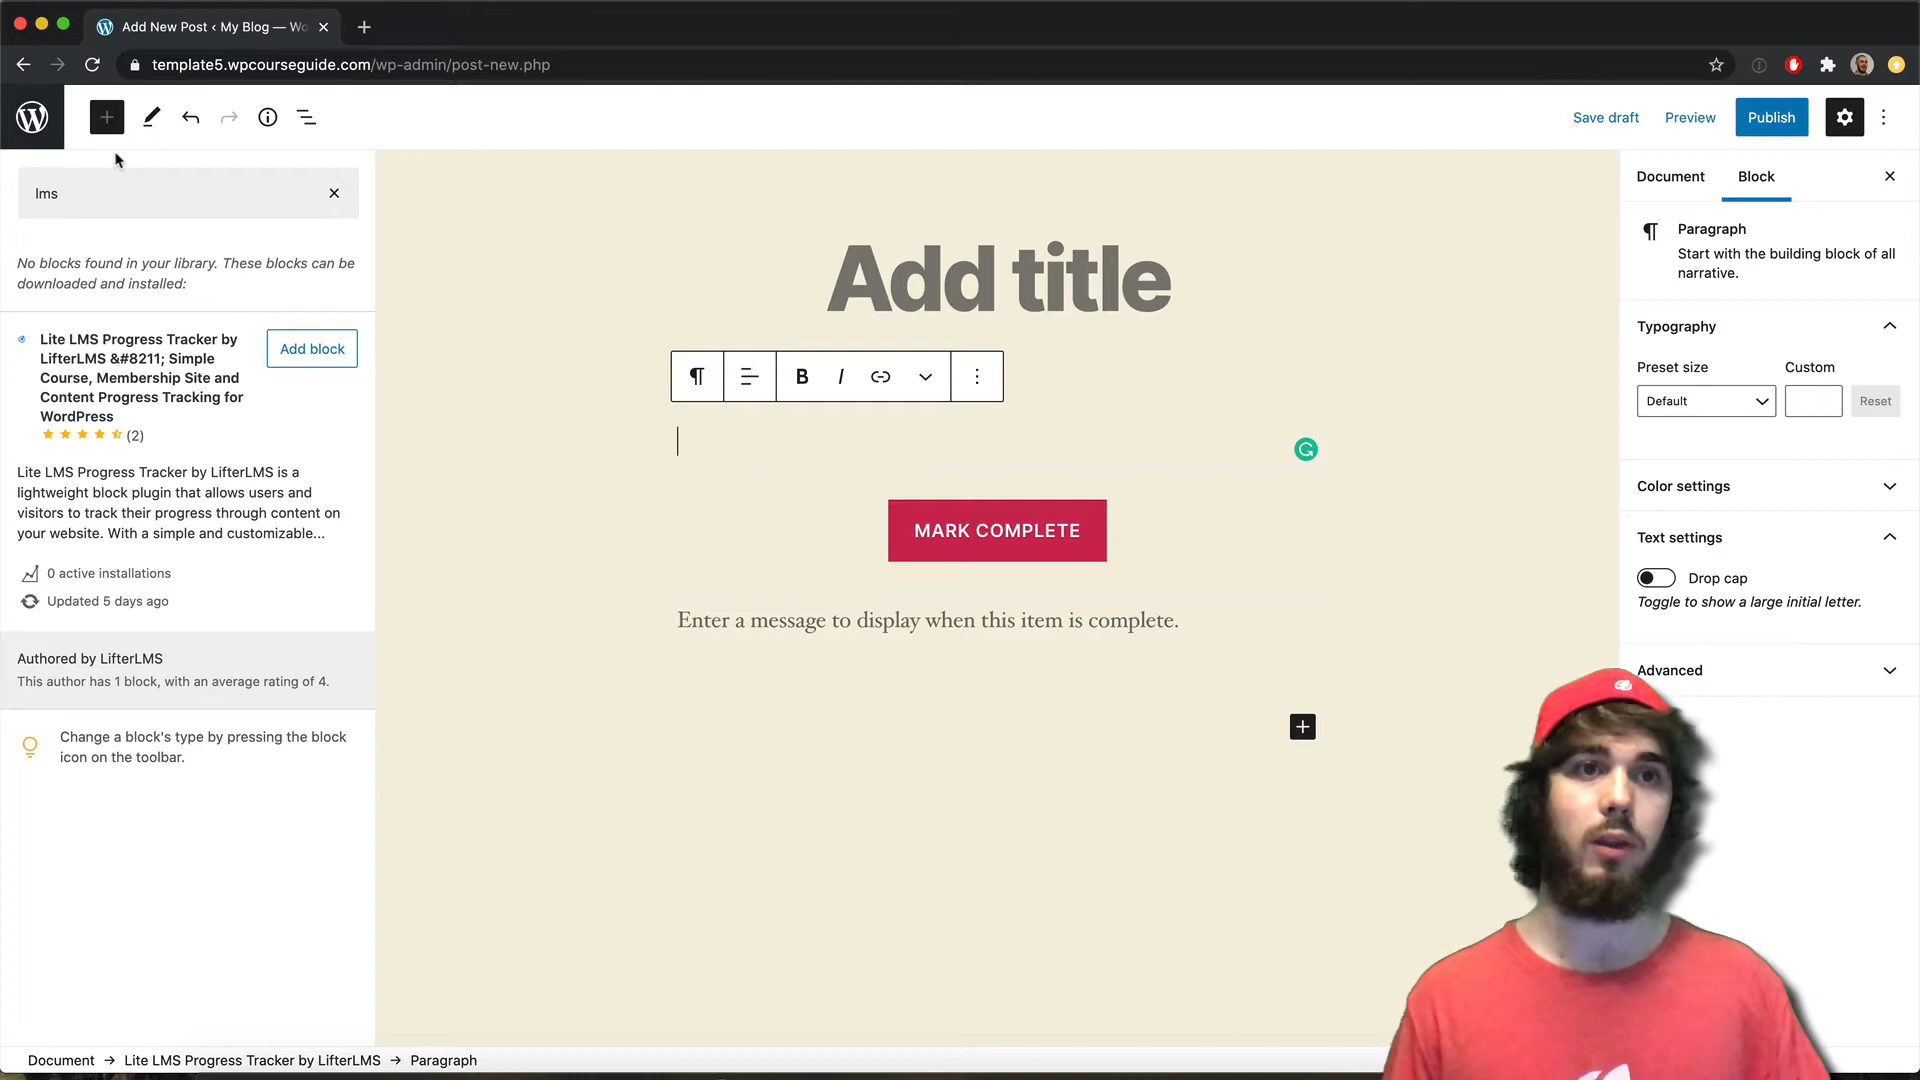 Add New Post ‹ My Blog — Wo
template5.wpcourseguide.com/wp-admin/post-new.php
Save draft
Preview
Publish
lms
No blocks found in your library. These blocks can be
downloaded and installed:
Lite LMS Progress Tracker by
LifterLMS &#8211; Simple
Course, Membership Site and
Content Progress Tracking for
WordPress
(2)
Add block
Lite LMS Progress Tracker by LifterLMS is a
lightweight block plugin that allows users and
visitors to track their progress through content on
your website. With a simple and customizable...
0 active installations
Updated 5 days ago
Authored by LifterLMS
This author has 1 block, with an average rating of 4.
Change a block's type by pressing the block
icon on the toolbar.
Add title
B I
MARK COMPLETE
Enter a message to display when this item is complete.
Document
Block
Paragraph
Start with the building block of all
narrative.
Typography
Preset size
Custom
Default
Reset
Color settings
Text settings
Drop cap
Toggle to show a large initial letter.
Advanced
Document → Lite LMS Progress Tracker by LifterLMS → Paragraph